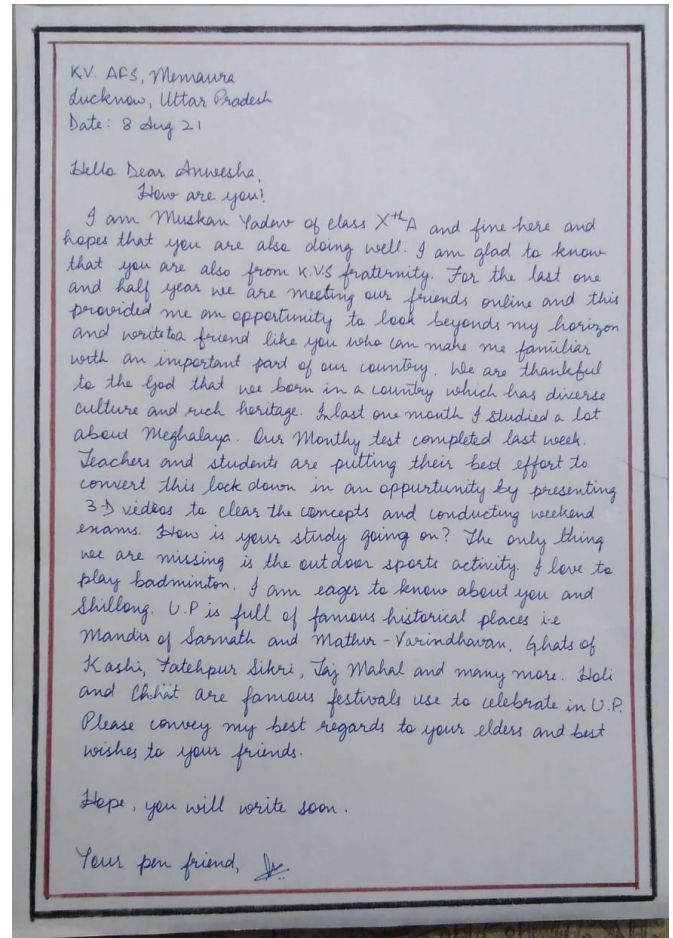 K.V. AFS, Memaura
Lucknow, Uttar Pradesh
Date: 8 Aug 21
Hello Dear Anweesha,
How are you?
I am Muskan Yadav of class Xth A and fine here and
hopes that you are also doing well. I am glad to know
that you are also from K.V.S fraternity. For the last one
and half year we are meeting our friends online and this
provided me an opportunity to look beyonds my horizon
and write to a friend like you who can make me familiar
with an important part of our country. We are thankful
to the God that we born in a country which has diverse
culture and rich heritage. In last one month I studied a lot
about Meghalaya. Our Monthy test completed last week.
Teachers and students are putting their best effort to
convert this lock down in an oppurtunity by presenting
3-D videos to clear the concepts and conducting weekend
exams. How is your study going on? The only thing
we are missing is the outdoor sports activity. I love to
play badminton. I am eager to know about you and
Shillong. U.P is full of famous historical places i.e
Mandir of Sarnath and Mathur-Varindhavan, Ghats of
Kashi, Fatehpur Sikri, Taj Mahal and many more. Holi
and Chhat are famous festivals use to celebrate in U.P.
Please convey my best regards to your elders and best
wishes to your friends.
Hope, you will write soon.
Your pen friend,